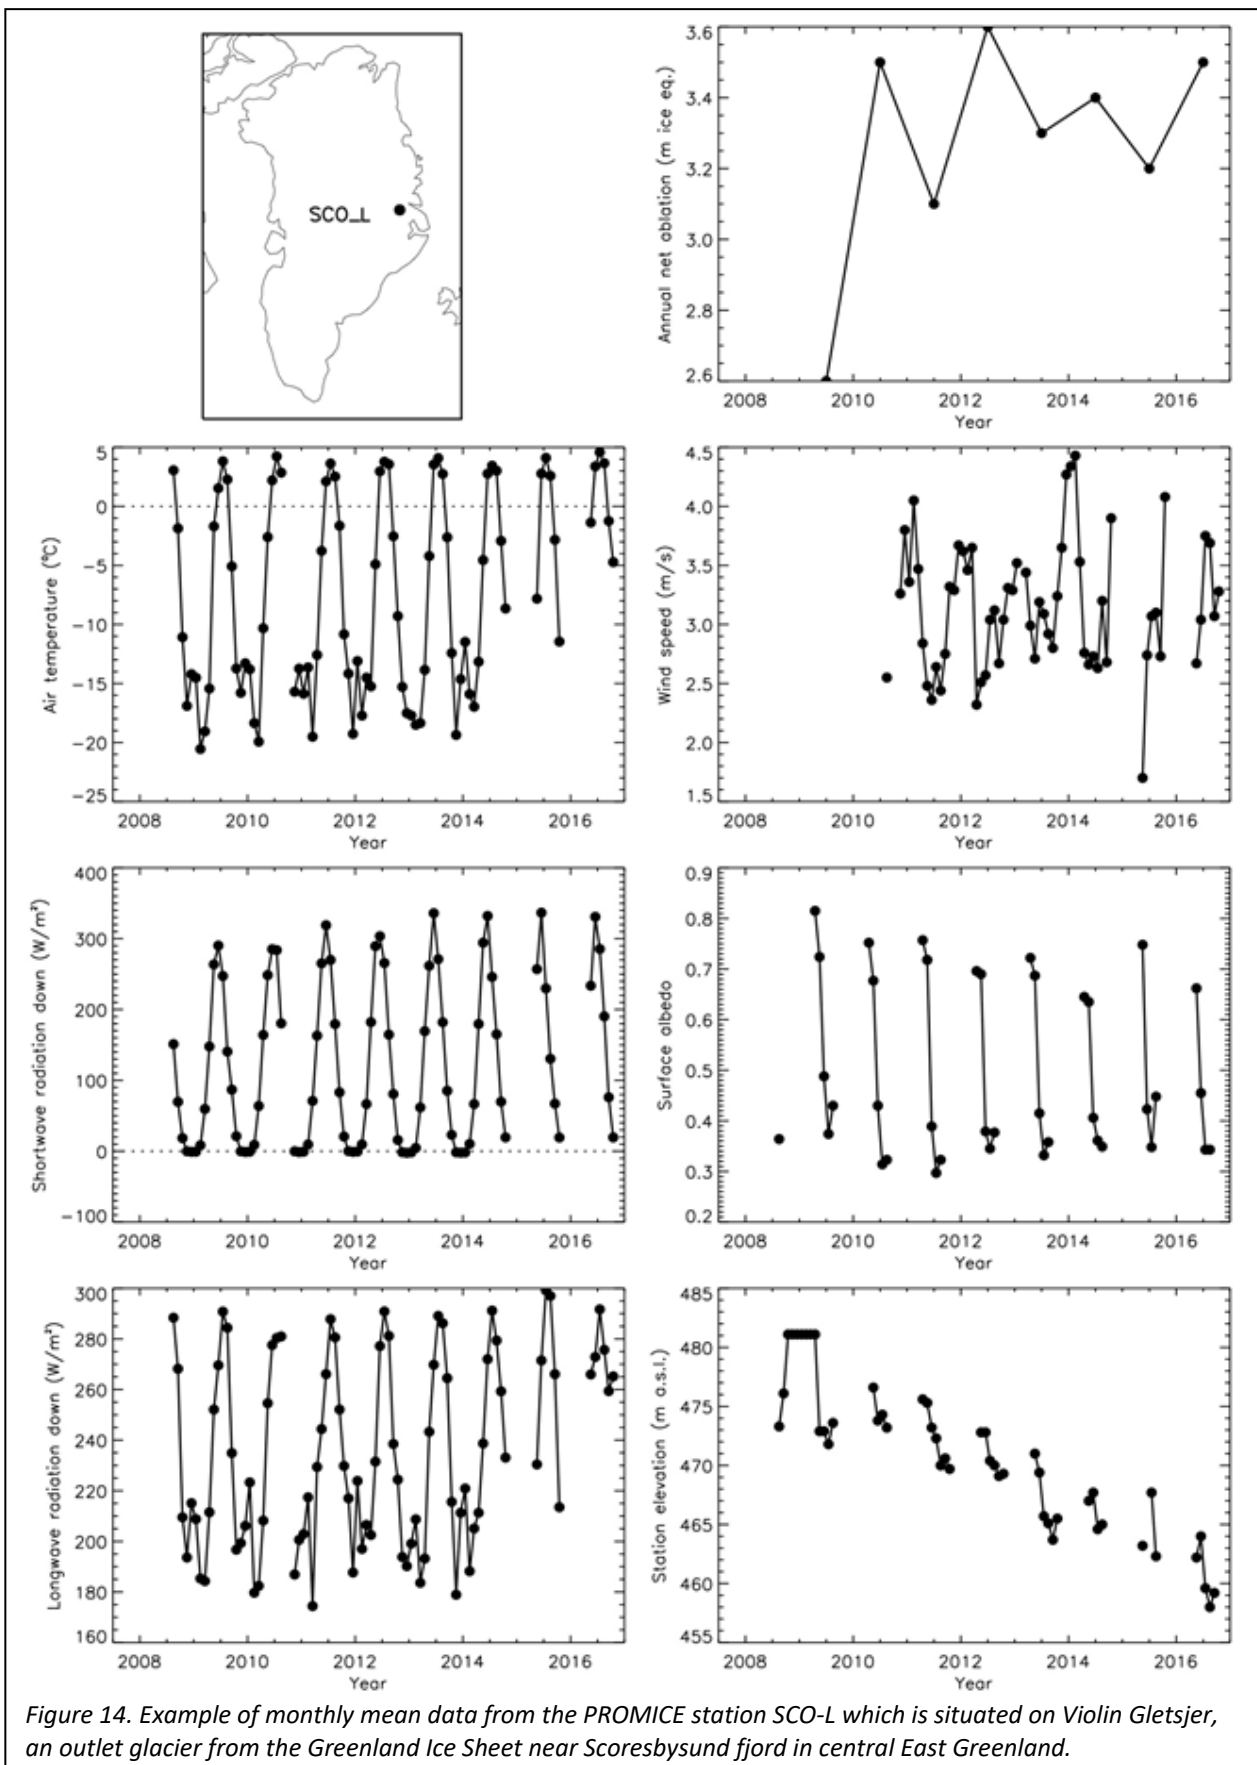 SCO_L
3.6
3.4
3.2
3.0
2.8
2.6
Annual net ablation (m ice eq.)
2008 2010 2012 2014 2016
Year
5
0
−5
−10
−15
−20
−25
Air temperature (°C)
2008 2010 2012 2014 2016
Year
4.5
4.0
3.5
3.0
2.5
2.0
1.5
Wind speed (m/s)
2008 2010 2012 2014 2016
Year
400
300
200
100
0
−100
Shortwave radiation down (W/m²)
2008 2010 2012 2014 2016
Year
0.9
0.8
0.7
0.6
0.5
0.4
0.3
0.2
Surface albedo
2008 2010 2012 2014 2016
Year
300
280
260
240
220
200
180
160
Longwave radiation down (W/m²)
2008 2010 2012 2014 2016
Year
485
480
475
470
465
460
455
Station elevation (m a.s.l.)
2008 2010 2012 2014 2016
Year
Figure 14. Example of monthly mean data from the PROMICE station SCO-L which is situated on Violin Gletsjer,
an outlet glacier from the Greenland Ice Sheet near Scoresbysund fjord in central East Greenland.